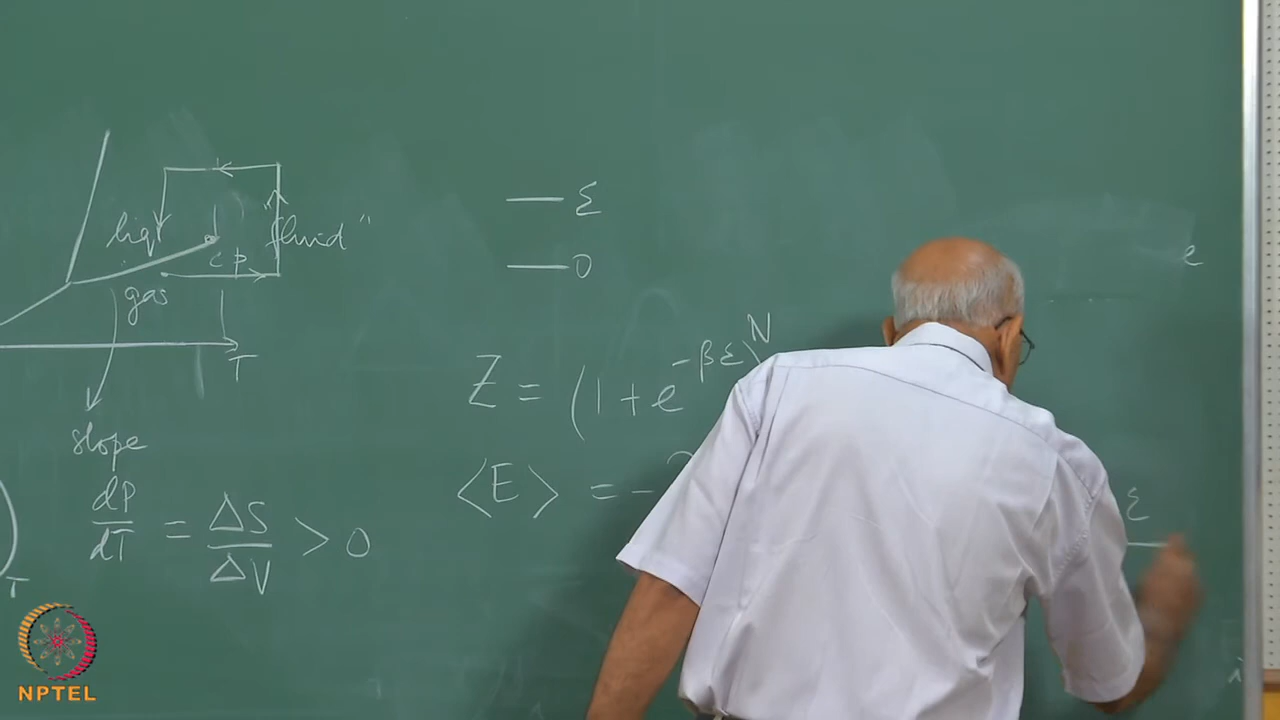 liq
fluid"
c p
gas
T
slope
dP/dT = ΔS/ΔV > 0
T
ε
0
Z = (1 + e^{-βε})^N
⟨E⟩ = -
e
ε
NPTEL